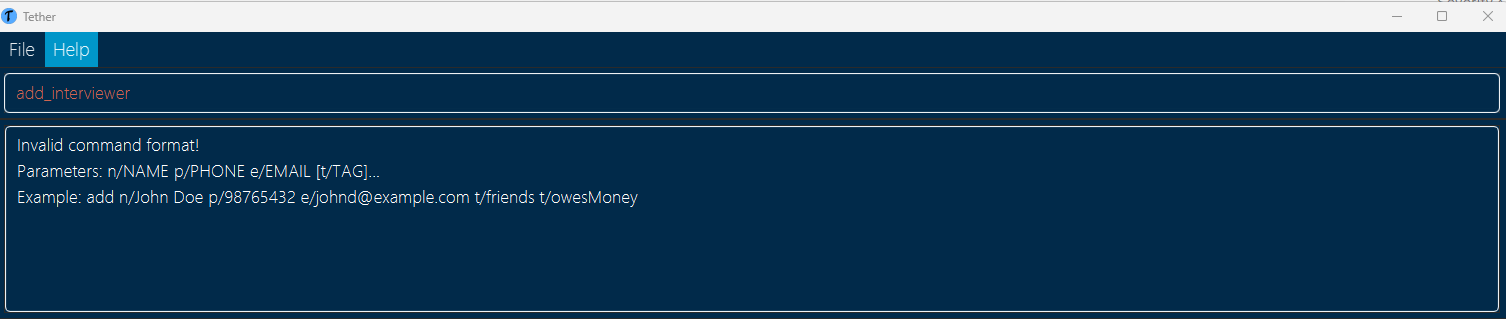 Tether
File Help
add_interviewer
Invalid command format!
Parameters: n/NAME p/PHONE e/EMAIL [t/TAG]...
Example: add n/John Doe p/98765432 e/johnd@example.com t/friends t/owesMoney